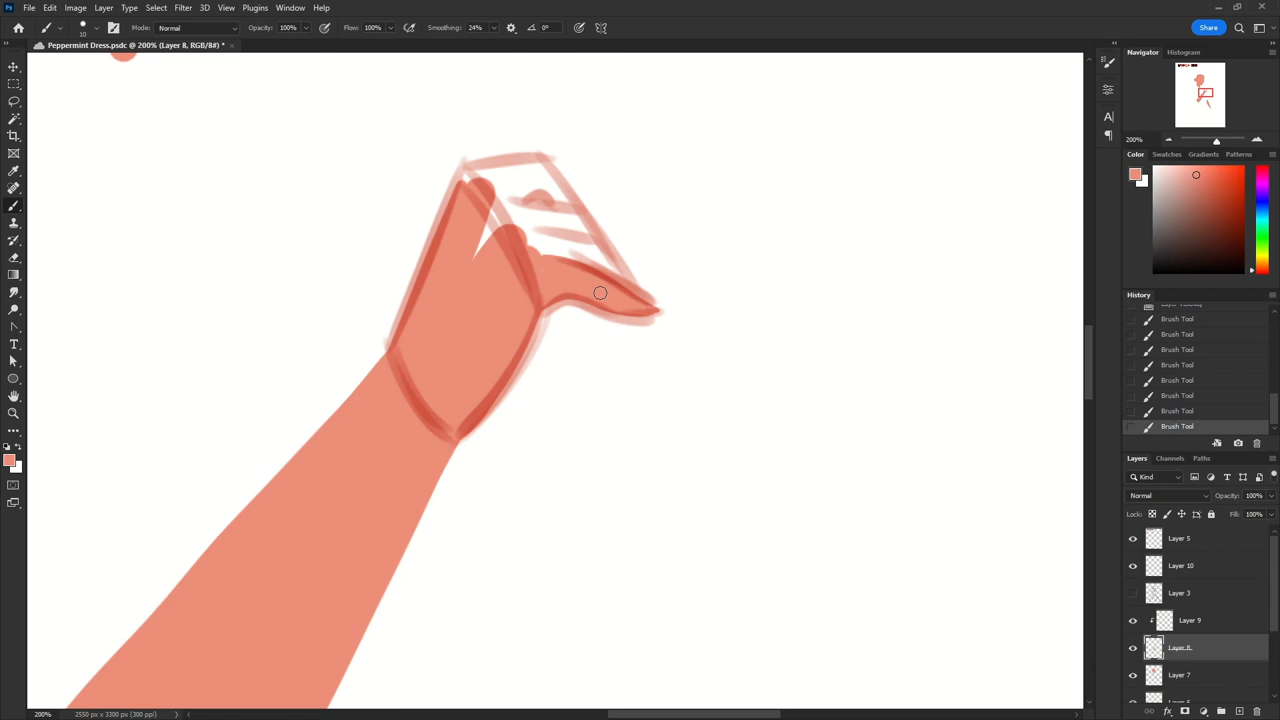 Ps File Edit Image Layer Type Select Filter 3D View Plugins Window Help
10 Mode: Normal Opacity: 100% Flow: 100% Smoothing: 24% 0° Share
Peppermint Dress.psdc @ 200% (Layer 8, RGB/8#) * ×
Navigator Histogram
200%
Color Swatches Gradients Patterns
History
Brush Tool
Brush Tool
Brush Tool
Brush Tool
Brush Tool
Brush Tool
Brush Tool
Brush Tool
Layers Channels Paths
Kind
Normal Opacity: 100%
Lock: Fill: 100%
Layer 5
Layer 10
Layer 3
Layer 9
Layer 8
Layer 7
200% 2550 px x 3300 px (300 ppi)